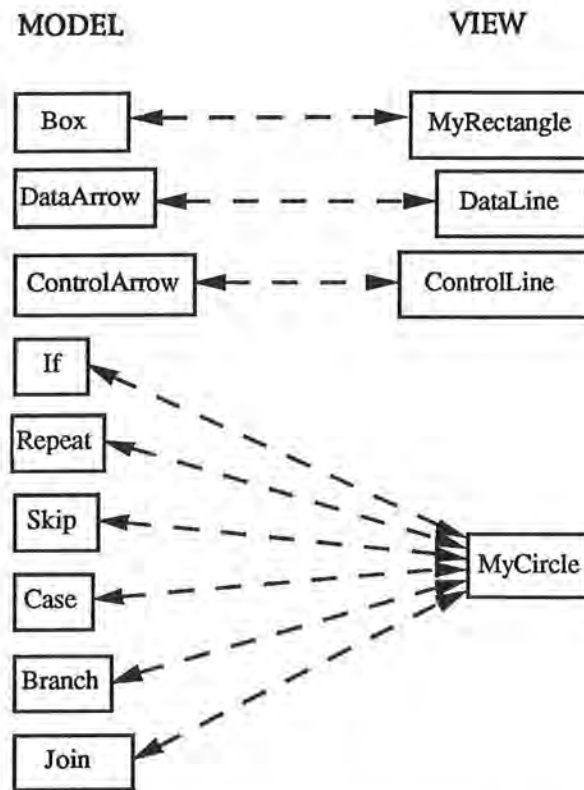 MODEL VIEW
Box MyRectangle
DataArrow DataLine
ControlArrow ControlLine
If
Repeat
Skip
MyCircle
Case
Branch
Join